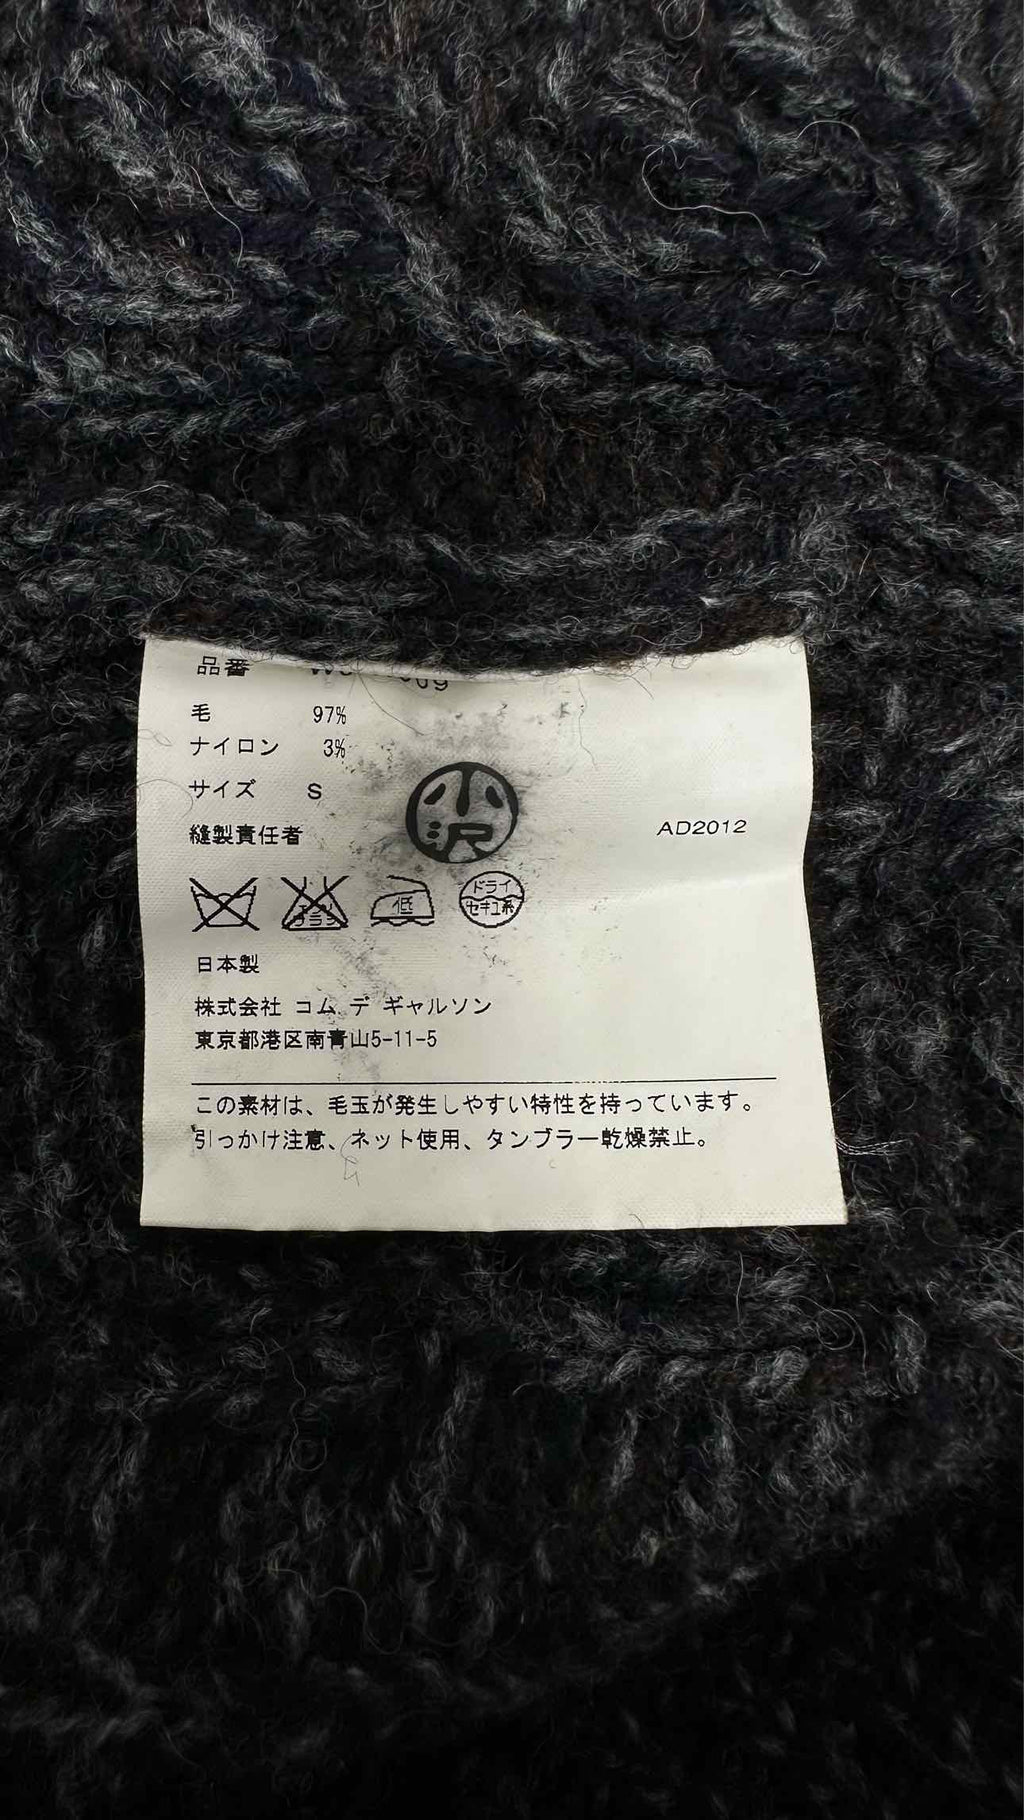 品番
毛 97%
ナイロン 3%
サイズ S
縫製責任者 小沢 AD2012
ブラシ 低 ドライ セキユ系
日本製
株式会社 コム デ ギャルソン
東京都港区南青山5-11-5
この素材は、毛玉が発生しやすい特性を持っています。
引っかけ注意、ネット使用、タンブラー乾燥禁止。